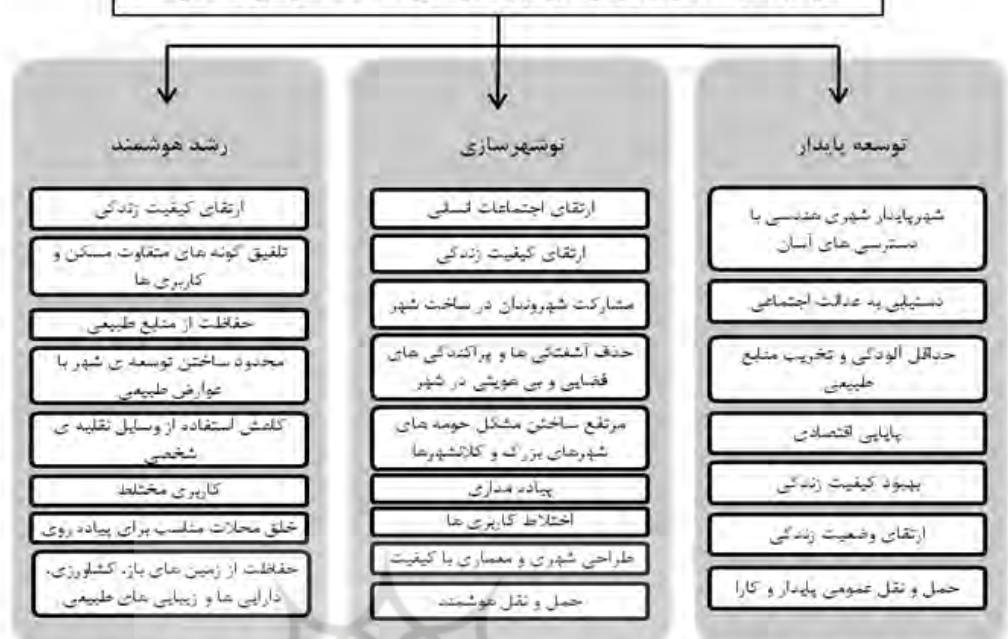 توسعه پایدار
شهرپایدار شهری هندسی با
دسترسی های آسان
دستیابی به عدالت اجتماعی
حداقل آلودگی و تخریب منابع
طبیعی
پایایی اقتصادی
بهبود کیفیت زندگی
ارتقای وضعیت زندگی
حمل و نقل عمومی پایدار و کارا
نوشهرسازی
ارتقای اجتماعات انسانی
ارتقای کیفیت زندگی
مشارکت شهروندان در ساخت شهر
حذف آشفتگی ها و پراکندگی های
فضایی و بی هویتی در شهر
مرتفع ساختن مشکل حومه های
شهرهای بزرگ و کلانشهرها
پیاده مداری
اختلاط کاربری ها
طراحی شهری و معماری با کیفیت
حمل و نقل هوشمند
رشد هوشمند
ارتقای کیفیت زندگی
تلفیق گونه های متفاوت مسکن و
کاربری ها
حفاظت از منابع طبیعی
محدود ساختن توسعه ی شهر با
عوارض طبیعی
کاهش استفاده از وسایل نقلیه ی
شخصی
کاربری مختلط
خلق محلات مناسب برای پیاده روی
حفاظت از زمین های باز، کشاورزی،
دارایی ها و زیبایی های طبیعی